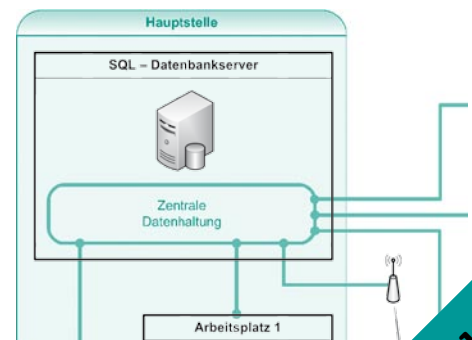 Hauptstelle
SQL – Datenbankserver
Zentrale
Datenhaltung
Arbeitsplatz 1